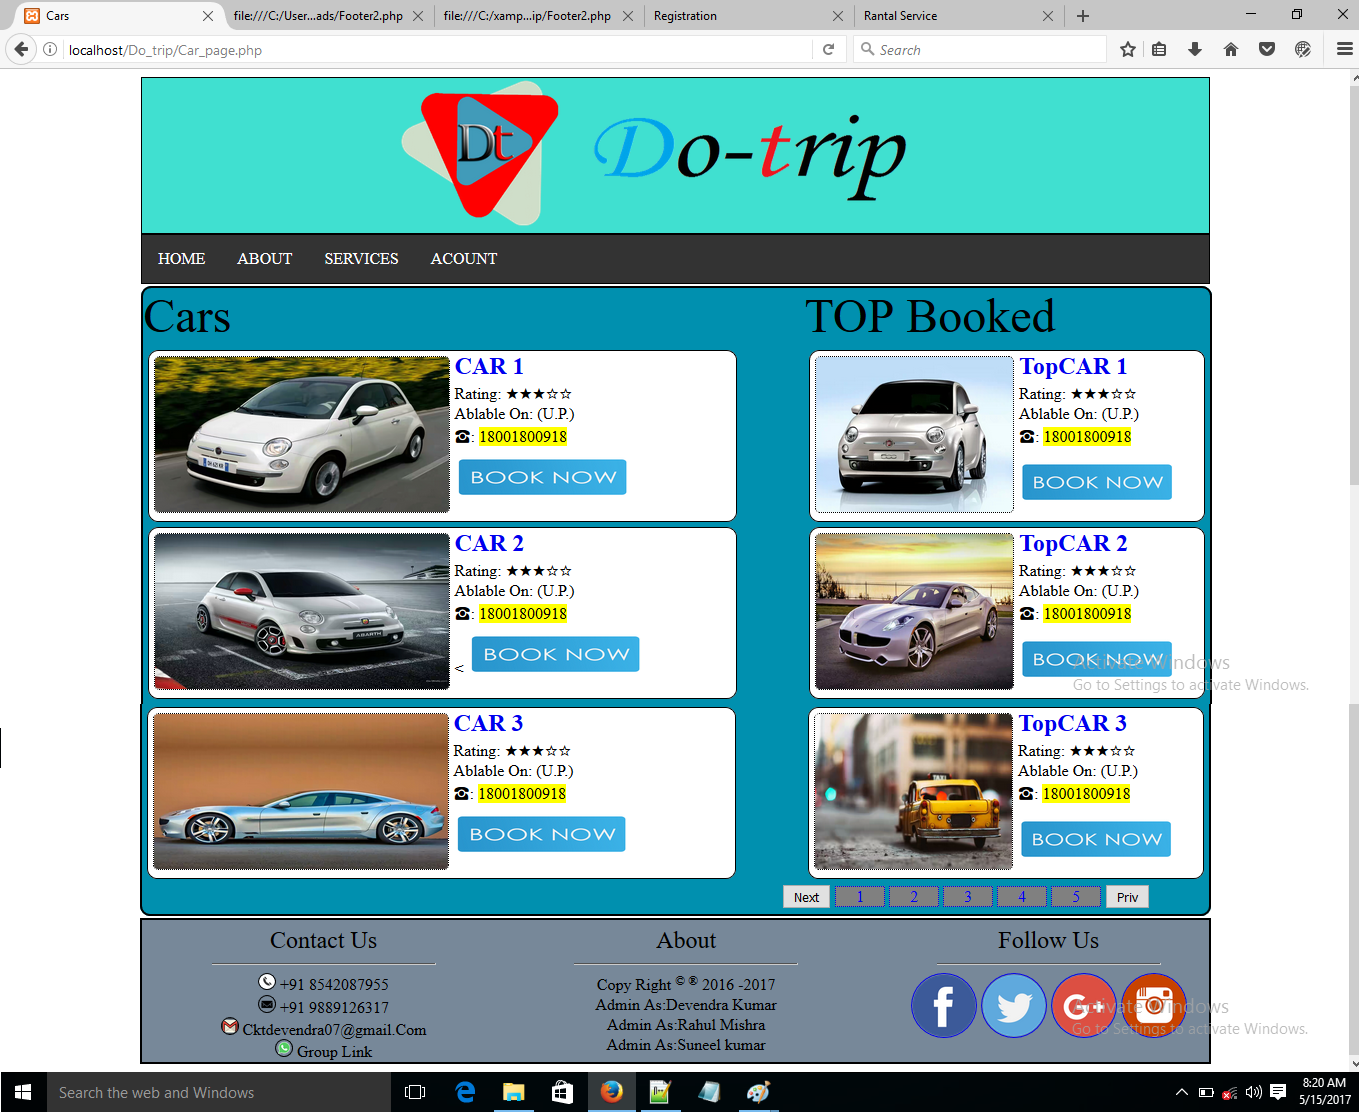 Cars
file:///C:/User...ads/Footer2.php
file:///C:/xamp...ip/Footer2.php
Registration
Rantal Service
localhost/Do_trip/Car_page.php
Search
Dt
Do-trip
HOME ABOUT SERVICES ACOUNT
Cars
CAR 1
Rating: ★★★☆☆
Ablable On: (U.P.)
☎: 18001800918
BOOK NOW
CAR 2
Rating: ★★★☆☆
Ablable On: (U.P.)
☎: 18001800918
< BOOK NOW
ABARTH
CAR 3
Rating: ★★★☆☆
Ablable On: (U.P.)
☎: 18001800918
BOOK NOW
TOP Booked
TopCAR 1
Rating: ★★★☆☆
Ablable On: (U.P.)
☎: 18001800918
BOOK NOW
TopCAR 2
Rating: ★★★☆☆
Ablable On: (U.P.)
☎: 18001800918
BOOK NOW
Activate Windows
Go to Settings to activate Windows.
TopCAR 3
Rating: ★★★☆☆
Ablable On: (U.P.)
☎: 18001800918
BOOK NOW
TAXI
Next 1 2 3 4 5 Priv
Contact Us
+91 8542087955
+91 9889126317
Cktdevendra07@gmail.Com
Group Link
About
Copy Right © ® 2016 -2017
Admin As:Devendra Kumar
Admin As:Rahul Mishra
Admin As:Suneel kumar
Follow Us
f
G+
Activate Windows
Go to Settings to activate Windows.
Search the web and Windows
8:20 AM
5/15/2017